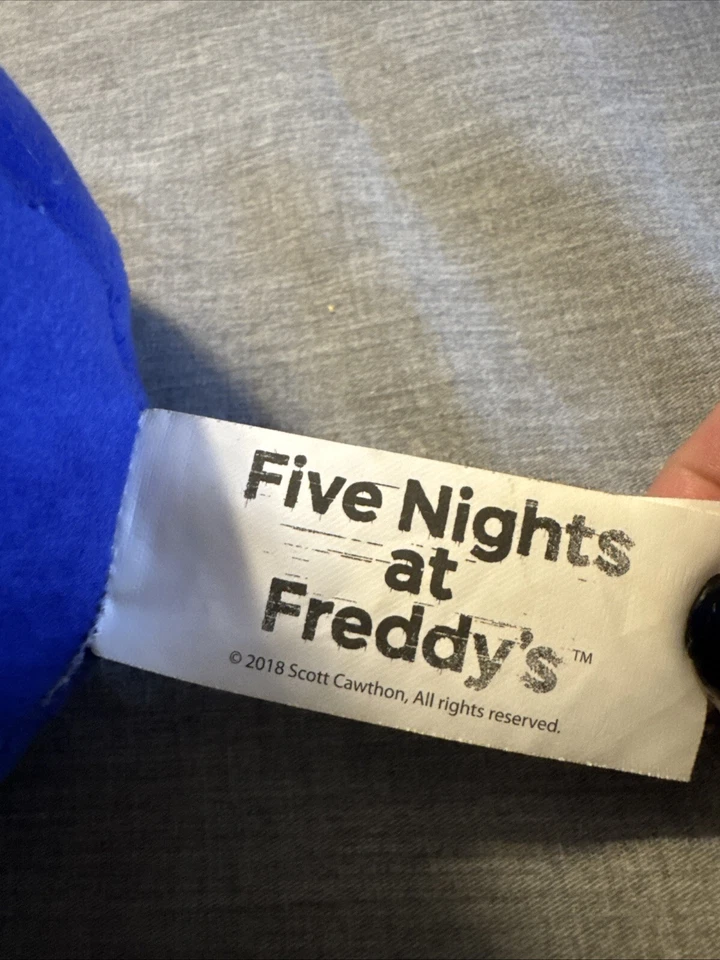 Five Nights
at
Freddy's™
© 2018 Scott Cawthon, All rights reserved.